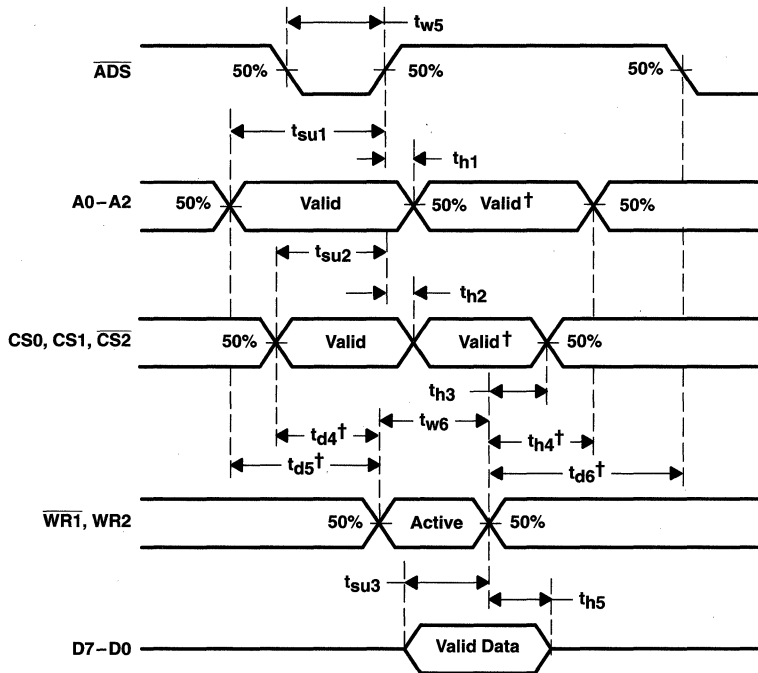 tw5
ADS 50% 50% 50%
tsu1
th1
A0–A2 50% Valid 50% Valid† 50%
tsu2
th2
CS0, CS1, CS2 50% Valid Valid† 50%
th3
tw6
td4† th4†
td5† td6†
WR1, WR2 50% Active 50%
tsu3
th5
D7–D0 Valid Data